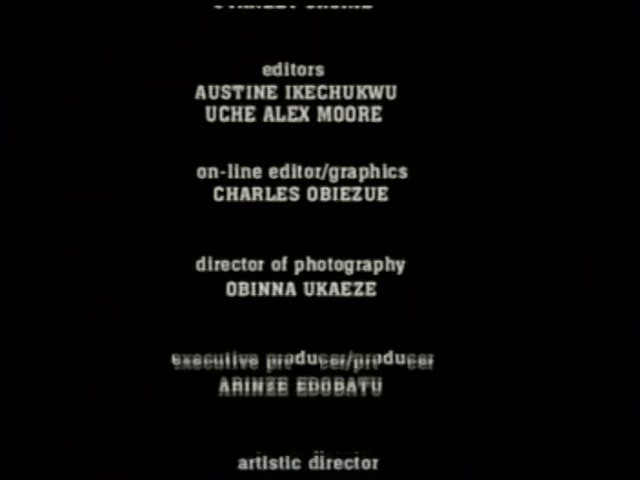 editors
AUSTINE IKECHUKWU
UCHE ALEX MOORE
on-line editor/graphics
CHARLES OBIEZUE
director of photography
OBINNA UKAEZE
executive producer/producer
ARINZE EDOBATU
artistic director